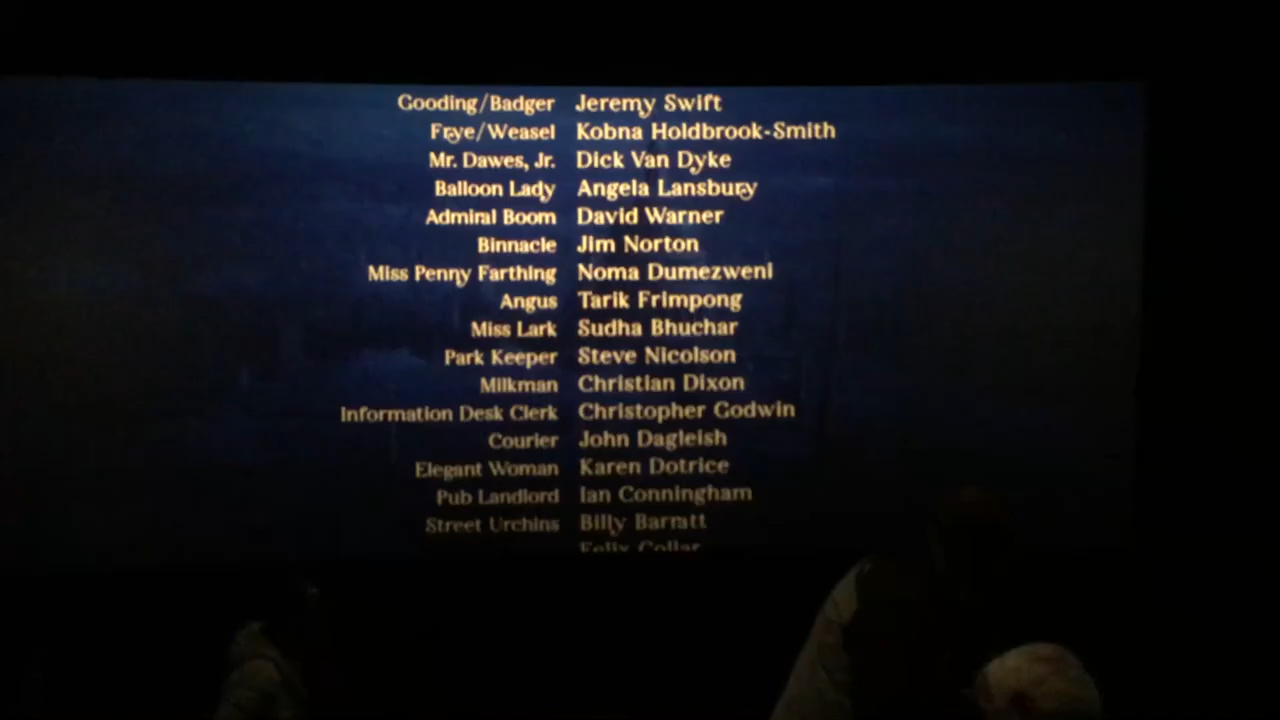 Gooding/Badger Jeremy Swift
Frye/Weasel Kobna Holdbrook-Smith
Mr. Dawes, Jr. Dick Van Dyke
Balloon Lady Angela Lansbury
Admiral Boom David Warner
Binnacle Jim Norton
Miss Penny Farthing Noma Dumezweni
Angus Tarik Frimpong
Miss Lark Sudha Bhuchar
Park Keeper Steve Nicolson
Milkman Christian Dixon
Information Desk Clerk Christopher Godwin
Courier John Dagleish
Elegant Woman Karen Dotrice
Pub Landlord Ian Conningham
Street Urchins Billy Barratt
Felix Collar